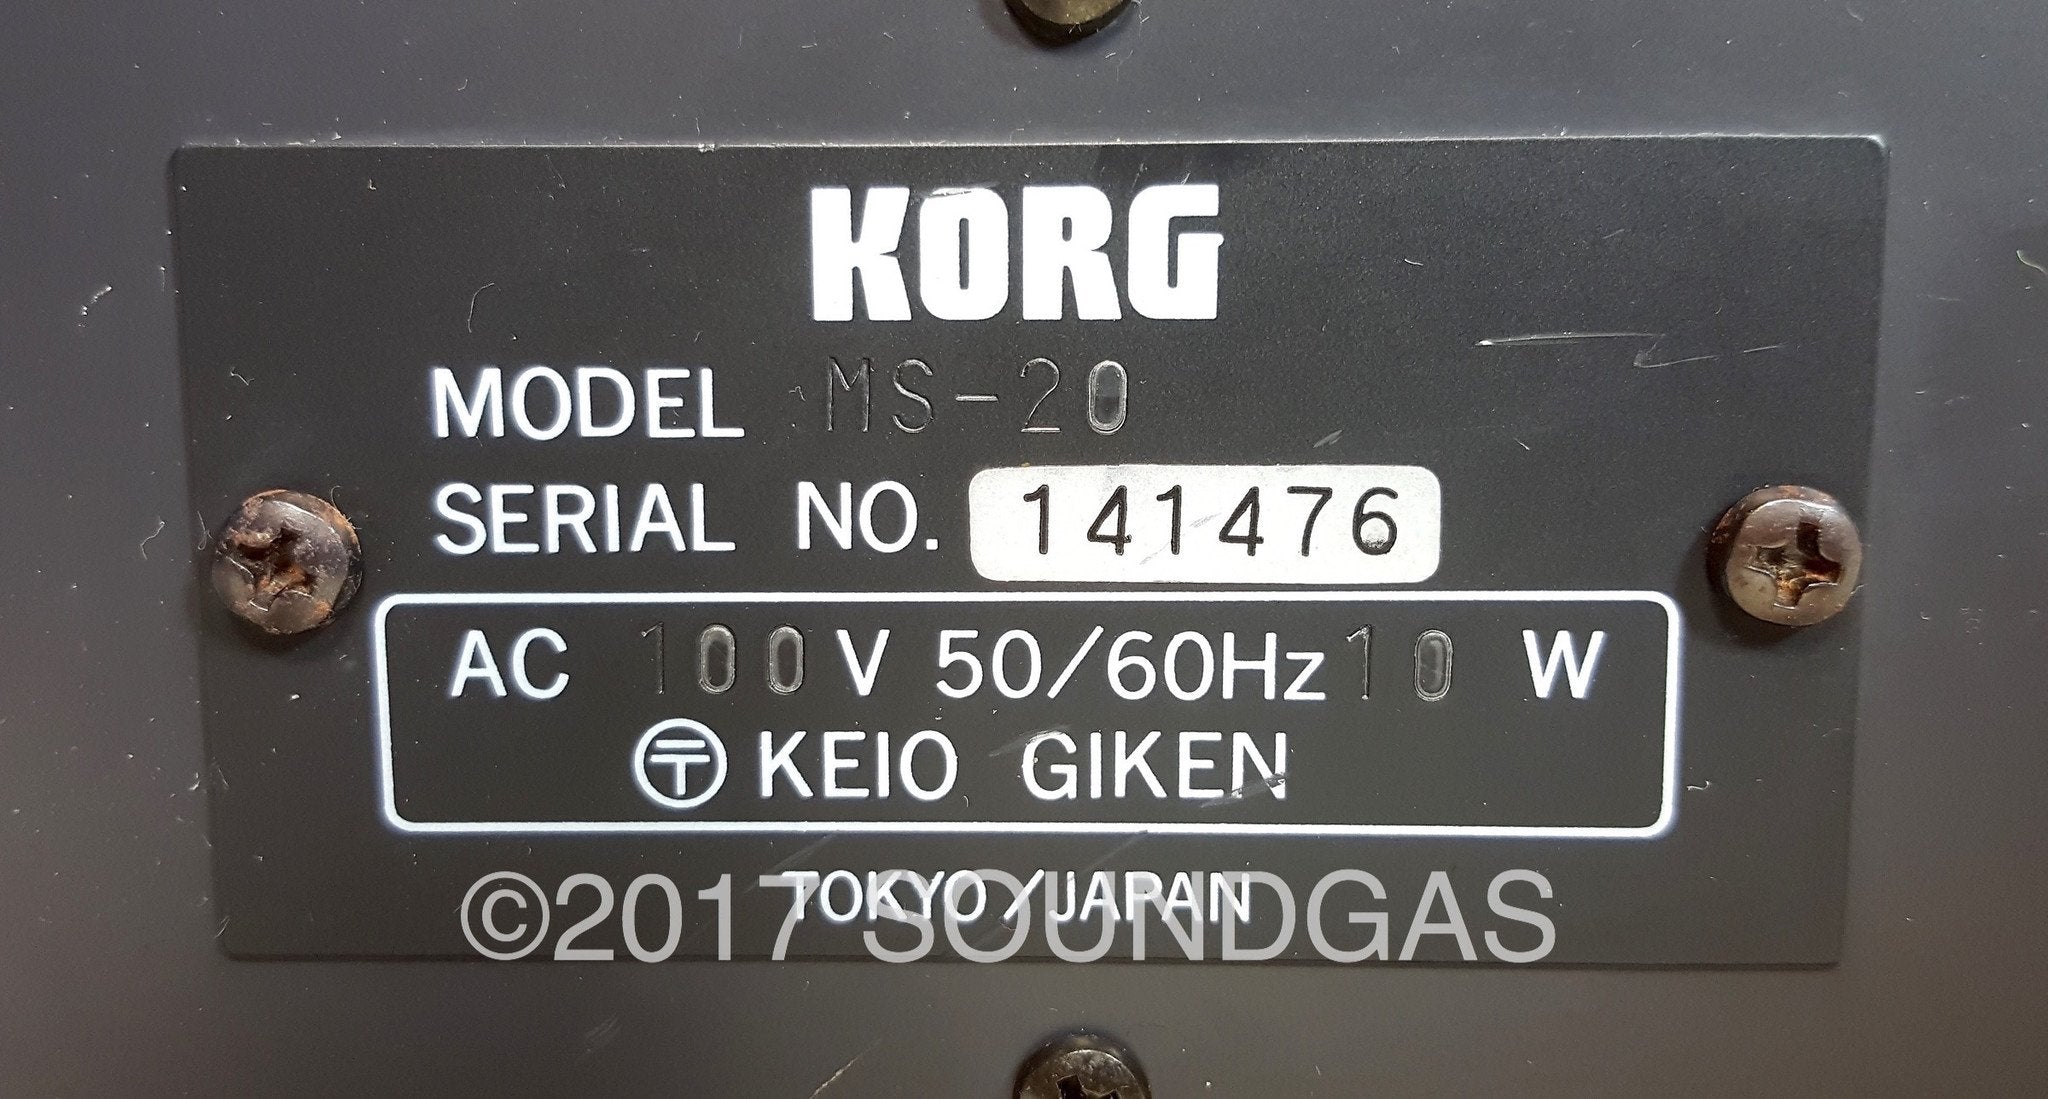 KORG
MODEL MS-20
SERIAL NO. 141476
AC 100 V 50/60Hz 10 W
〒 KEIO GIKEN
TOKYO/JAPAN
©2017 SOUNDGAS